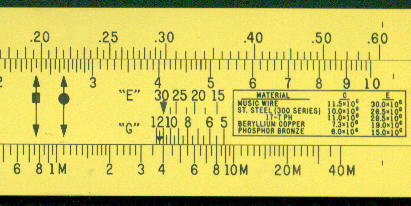 .20 .30 .40 .50 .60
2 3 4 5 6 7 8 9 10
"E" 30 25 20 15
"G" 12 10 8 6 5
MATERIAL G E
MUSIC WIRE 11.5×10⁶ 30.0×10⁶
ST. STEEL (300 SERIES) 10.0×10⁶ 28.5×10⁶
17-7 PH 11.0×10⁶ 29.5×10⁶
BERYLLIUM COPPER 7.3×10⁶ 19.0×10⁶
PHOSPHOR BRONZE 6.0×10⁶ 15.0×10⁶
6 8 1M 2 3 4 6 8 10M 20M 30M 40M